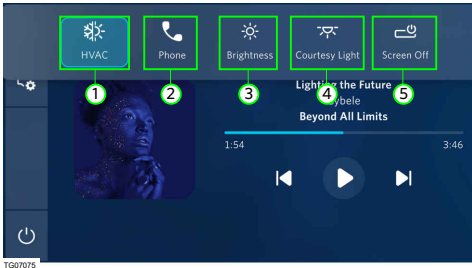 HVAC
Phone
Brightness
Courtesy Light
Screen Off
1
2
3
4
5
Lighting the Future
Beyond All Limits
1:54
3:46
TG07075